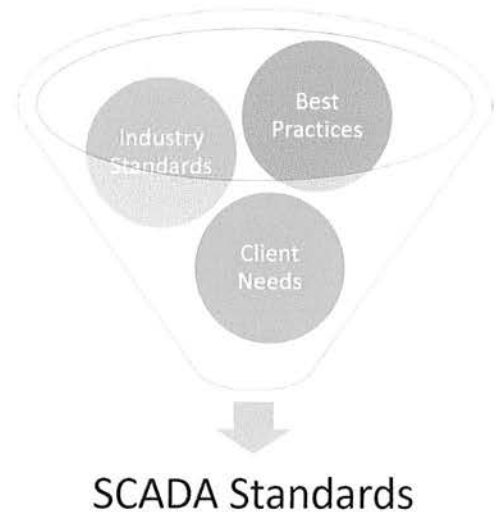 Best
Practices
Industry
Standards
Client
Needs
SCADA Standards